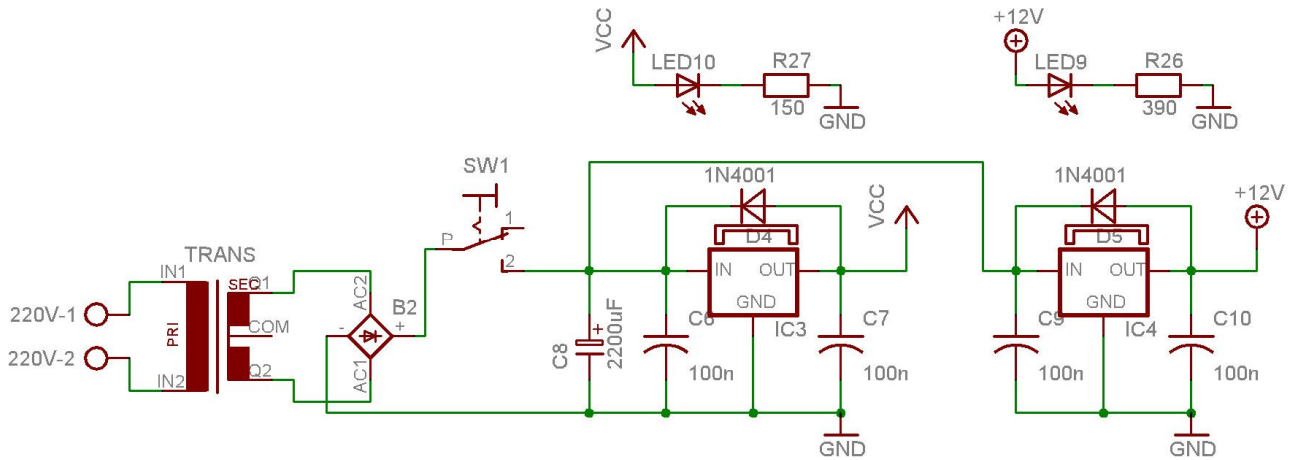 VCC
LED10
R27
150
GND
+12V
LED9
R26
390
GND
SW1
P
1
2
TRANS
220V-1
220V-2
IN1
IN2
PRI
SEC
Q1
COM
Q2
AC2
AC1
B2
-
+
C8
+
2200uF
C6
100n
1N4001
D4
IN
OUT
GND
IC3
C7
100n
VCC
GND
C9
100n
1N4001
D5
IN
OUT
GND
IC4
C10
100n
+12V
GND